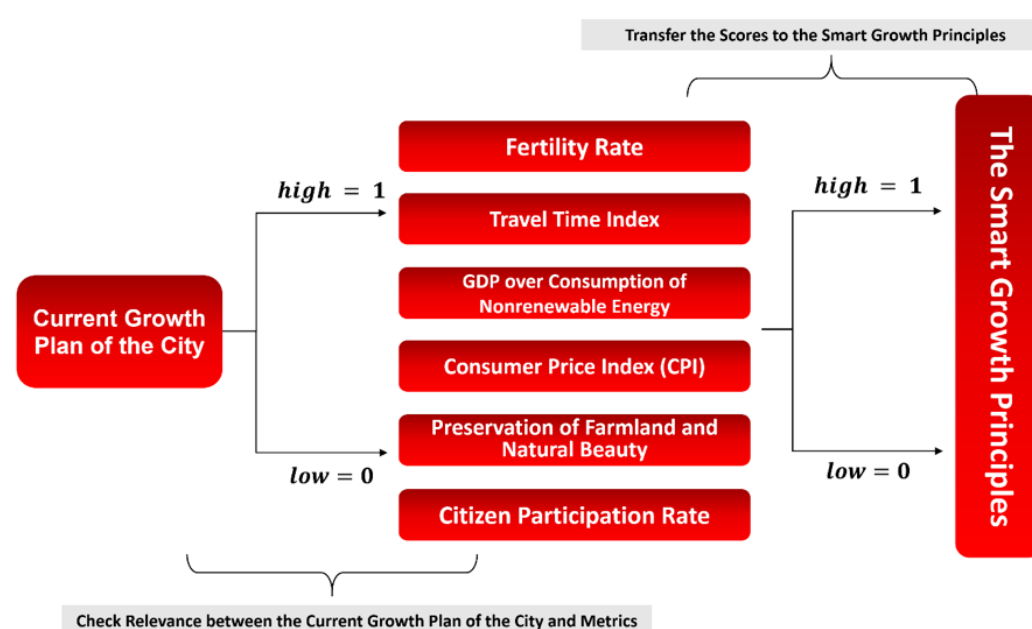 Transfer the Scores to the Smart Growth Principles
Fertility Rate
high = 1
Travel Time Index
high = 1
GDP over Consumption of
Nonrenewable Energy
Current Growth
Plan of the City
Consumer Price Index (CPI)
Preservation of Farmland and
Natural Beauty
low = 0
low = 0
Citizen Participation Rate
The Smart Growth Principles
Check Relevance between the Current Growth Plan of the City and Metrics